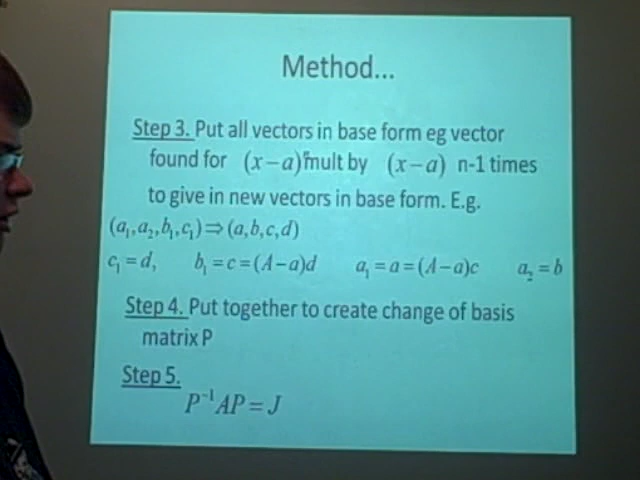 Method...
Step 3. Put all vectors in base form eg vector
found for (x−a)ⁿmult by (x−a) n-1 times
to give in new vectors in base form. E.g.
(a₁,a₂,b₁,c₁)⇒(a,b,c,d)
c₁=d, b₁=c=(A−a)d a₁=a=(A−a)c a₂=b
Step 4. Put together to create change of basis
matrix P
Step 5.
P⁻¹AP=J